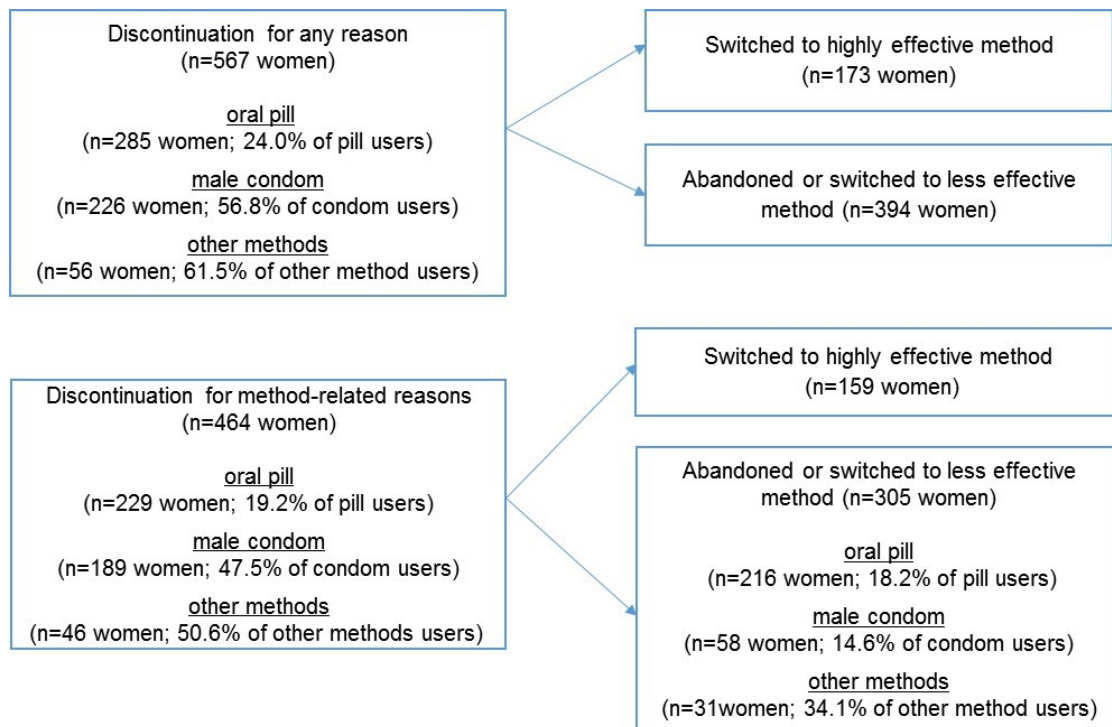 Discontinuation for any reason
(n=567 women)
oral pill
(n=285 women; 24.0% of pill users)
male condom
(n=226 women; 56.8% of condom users)
other methods
(n=56 women; 61.5% of other method users)
Switched to highly effective method
(n=173 women)
Abandoned or switched to less effective
method (n=394 women)
Discontinuation for method-related reasons
(n=464 women)
oral pill
(n=229 women; 19.2% of pill users)
male condom
(n=189 women; 47.5% of condom users)
other methods
(n=46 women; 50.6% of other methods users)
Switched to highly effective method
(n=159 women)
Abandoned or switched to less effective
method (n=305 women)
oral pill
(n=216 women; 18.2% of pill users)
male condom
(n=58 women; 14.6% of condom users)
other methods
(n=31women; 34.1% of other method users)